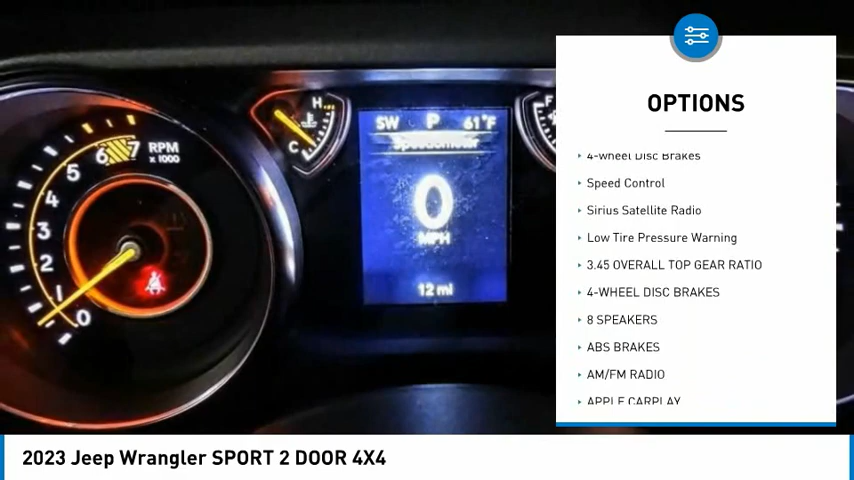 H
C
F
SW P 61°F
Speedometer
0
MPH
12 mi
7 RPM
6 x 1000
5
4
3
2
1
0
OPTIONS
4-wheel Disc Brakes
Speed Control
Sirius Satellite Radio
Low Tire Pressure Warning
3.45 OVERALL TOP GEAR RATIO
4-WHEEL DISC BRAKES
8 SPEAKERS
ABS BRAKES
AM/FM RADIO
APPLE CARPLAY
2023 Jeep Wrangler SPORT 2 DOOR 4X4